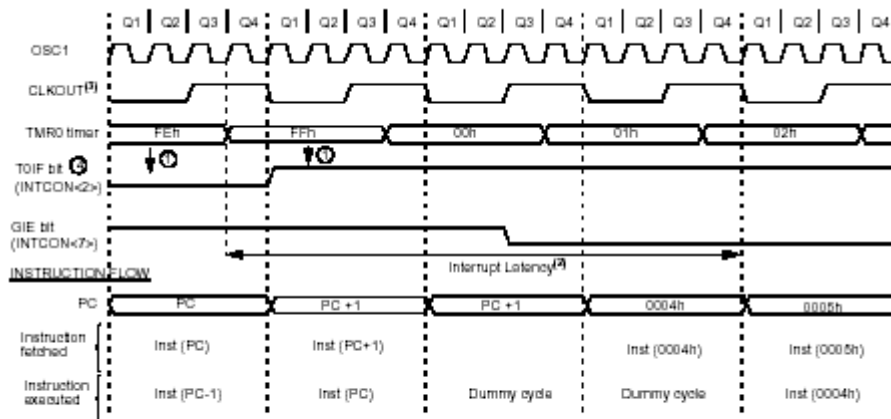 Q1 Q2 Q3 Q4 Q1 Q2 Q3 Q4 Q1 Q2 Q3 Q4 Q1 Q2 Q3 Q4 Q1 Q2 Q3 Q4
OSC1
CLKOUT(3)
TMR0 timer FEh FFh 00h 01h 02h
1 1
T0IF bit 4
(INTCON<2>)
GIE bit
(INTCON<7>)
Interrupt Latency(2)
INSTRUCTION FLOW
PC PC PC +1 PC +1 0004h 0005h
Instruction
fetched
Inst (PC) Inst (PC+1) Inst (0004h) Inst (0005h)
Instruction
executed
Inst (PC-1) Inst (PC) Dummy cycle Dummy cycle Inst (0004h)